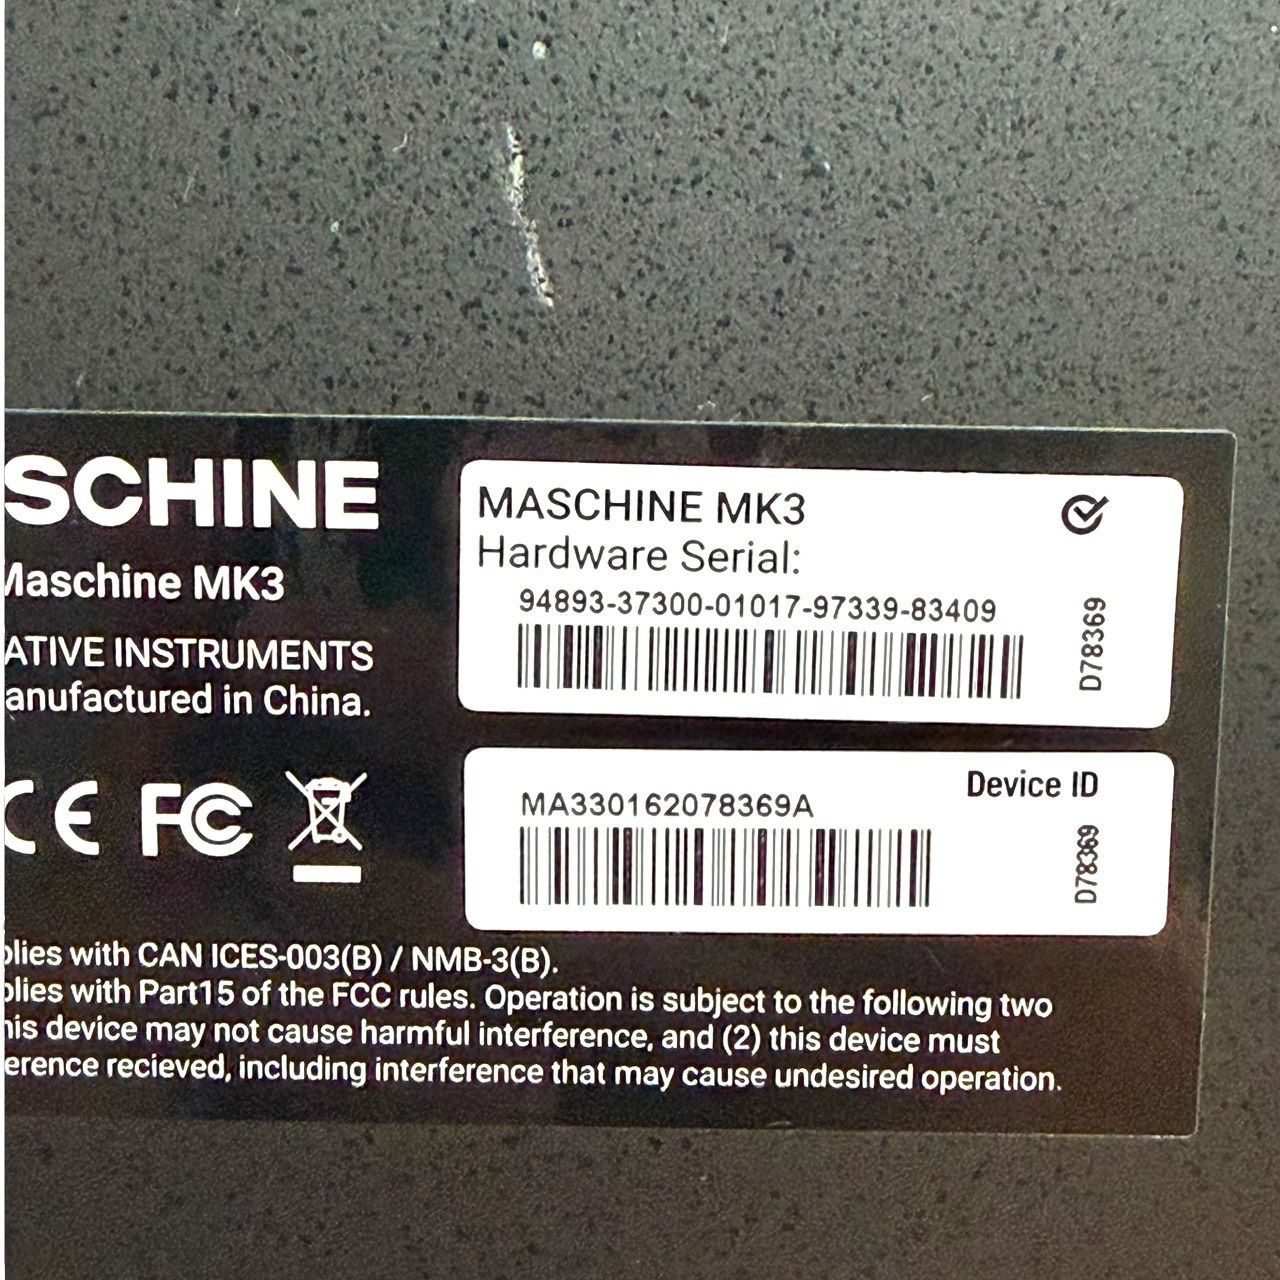 SCHINE
Maschine MK3
ATIVE INSTRUMENTS
anufactured in China.
CE FC
MASCHINE MK3
Hardware Serial:
94893-37300-01017-97339-83409
D78369
Device ID
MA330162078369A
D78369
plies with CAN ICES-003(B) / NMB-3(B).
plies with Part15 of the FCC rules. Operation is subject to the following two
his device may not cause harmful interference, and (2) this device must
erence recieved, including interference that may cause undesired operation.